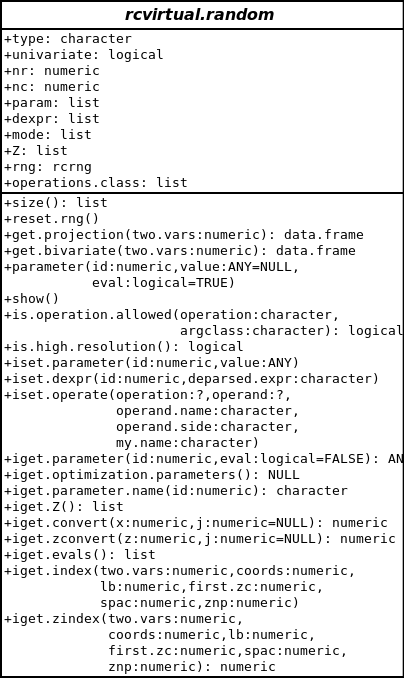 rcvirtual.random
+type: character
+univariate: logical
+nr: numeric
+nc: numeric
+param: list
+dexpr: list
+mode: list
+Z: list
+rng: rcrng
+operations.class: list
+size(): list
+reset.rng()
+get.projection(two.vars:numeric): data.frame
+get.bivariate(two.vars:numeric): data.frame
+parameter(id:numeric,value:ANY=NULL,
eval:logical=TRUE)
+show()
+is.operation.allowed(operation:character,
argclass:character): logical
+is.high.resolution(): logical
+iset.parameter(id:numeric,value:ANY)
+iset.dexpr(id:numeric,deparsed.expr:character)
+iset.operate(operation:?,operand:?,
operand.name:character,
operand.side:character,
my.name:character)
+iget.parameter(id:numeric,eval:logical=FALSE): AN
+iget.optimization.parameters(): NULL
+iget.parameter.name(id:numeric): character
+iget.Z(): list
+iget.convert(x:numeric,j:numeric=NULL): numeric
+iget.zconvert(z:numeric,j:numeric=NULL): numeric
+iget.evals(): list
+iget.index(two.vars:numeric,coords:numeric,
lb:numeric,first.zc:numeric,
spac:numeric,znp:numeric)
+iget.zindex(two.vars:numeric,
coords:numeric,lb:numeric,
first.zc:numeric,spac:numeric,
znp:numeric): numeric